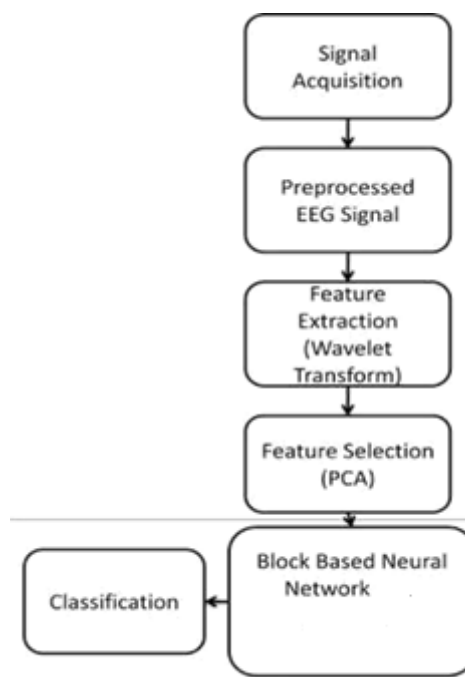 Signal
Acquisition
Preprocessed
EEG Signal
Feature
Extraction
(Wavelet
Transform)
Feature Selection
(PCA)
Block Based Neural
Network
Classification